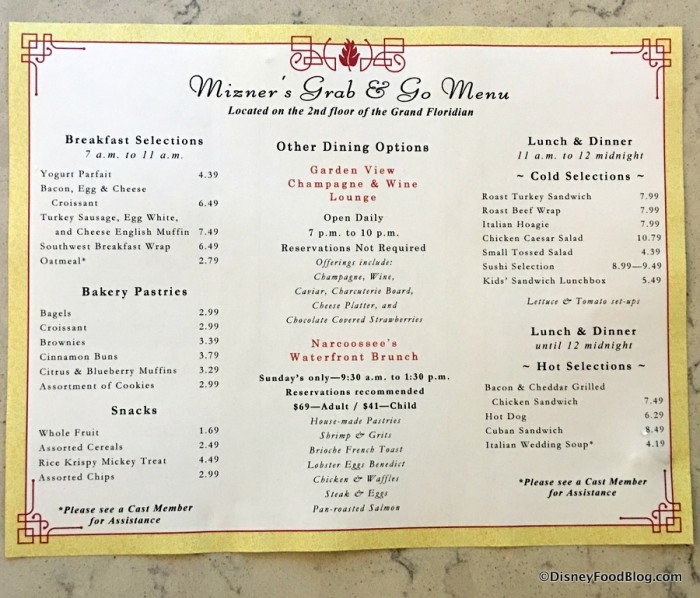 Mizner's Grab & Go Menu
Located on the 2nd floor of the Grand Floridian
Breakfast Selections
7 a.m. to 11 a.m.
Yogurt Parfait 4.39
Bacon, Egg & Cheese
Croissant 6.49
Turkey Sausage, Egg White,
and Cheese English Muffin 7.49
Southwest Breakfast Wrap 6.49
Oatmeal* 2.79
Bakery Pastries
Bagels 2.99
Croissant 2.99
Brownies 3.39
Cinnamon Buns 3.79
Citrus & Blueberry Muffins 3.29
Assortment of Cookies 2.99
Snacks
Whole Fruit 1.69
Assorted Cereals 2.49
Rice Krispy Mickey Treat 4.49
Assorted Chips 2.99
*Please see a Cast Member
for Assistance
Other Dining Options
Garden View
Champagne & Wine
Lounge
Open Daily
7 p.m. to 10 p.m.
Reservations Not Required
Offerings include:
Champagne, Wine,
Caviar, Charcuterie Board,
Cheese Platter, and
Chocolate Covered Strawberries
Narcoossee's
Waterfront Brunch
Sunday's only—9:30 a.m. to 1:30 p.m.
Reservations recommended
$69—Adult / $41—Child
House-made Pastries
Shrimp & Grits
Brioche French Toast
Lobster Eggs Benedict
Chicken & Waffles
Steak & Eggs
Pan-roasted Salmon
Lunch & Dinner
11 a.m. to 12 midnight
~ Cold Selections ~
Roast Turkey Sandwich 7.99
Roast Beef Wrap 7.99
Italian Hoagie 7.99
Chicken Caesar Salad 10.79
Small Tossed Salad 4.39
Sushi Selection 8.99—9.49
Kids' Sandwich Lunchbox 5.49
Lettuce & Tomato set-ups
Lunch & Dinner
until 12 midnight
~ Hot Selections ~
Bacon & Cheddar Grilled
Chicken Sandwich 7.49
Hot Dog 6.29
Cuban Sandwich 8.49
Italian Wedding Soup* 4.19
*Please see a Cast Member
for Assistance
©DisneyFoodBlog.com